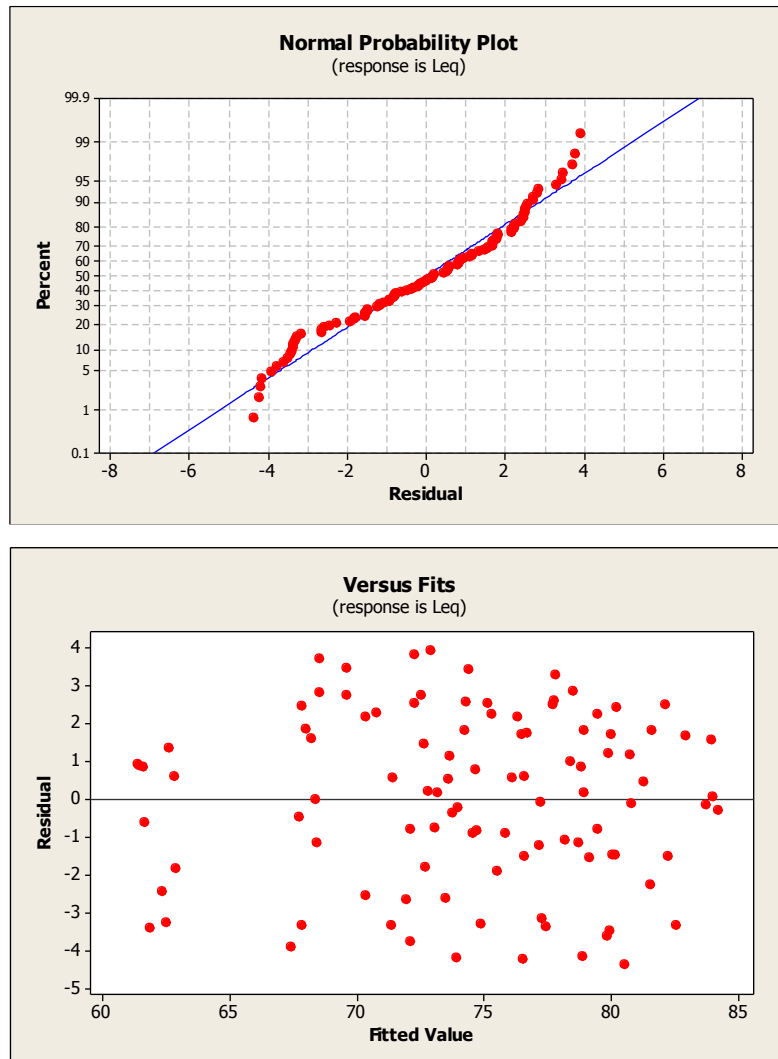 Normal Probability Plot
(response is Leq)
99.9
99
95
90
80
70
60
50
40
30
20
10
5
1
0.1
Percent
-8 -6 -4 -2 0 2 4 6 8
Residual
Versus Fits
(response is Leq)
4
3
2
1
0
-1
-2
-3
-4
-5
Residual
60 65 70 75 80 85
Fitted Value